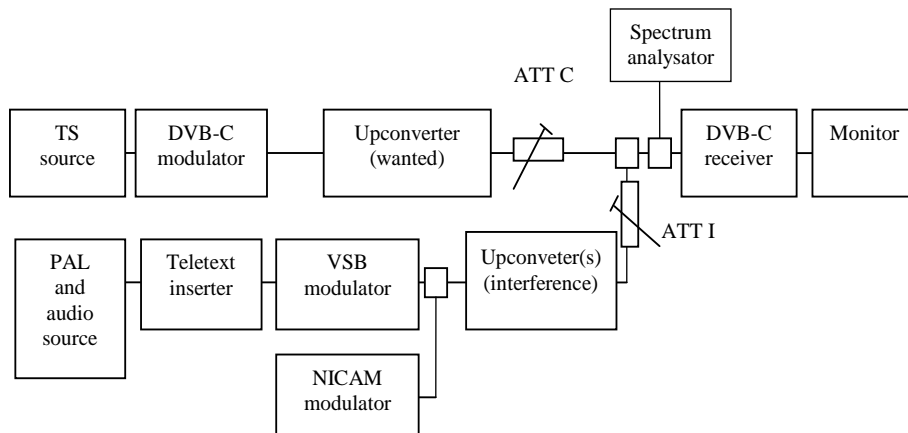 Spectrum
analysator
ATT C
TS
source
DVB-C
modulator
Upconverter
(wanted)
DVB-C
receiver
Monitor
ATT I
PAL
and
audio
source
Teletext
inserter
VSB
modulator
Upconveter(s)
(interference)
NICAM
modulator